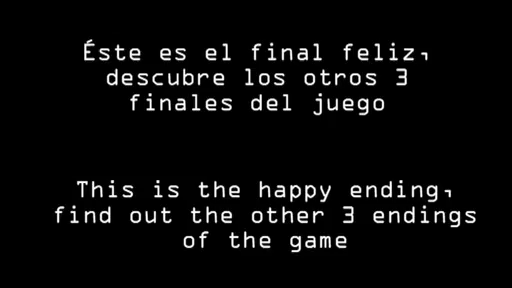 Éste es el final feliz,
descubre los otros 3
finales del juego
This is the happy ending,
find out the other 3 endings
of the game